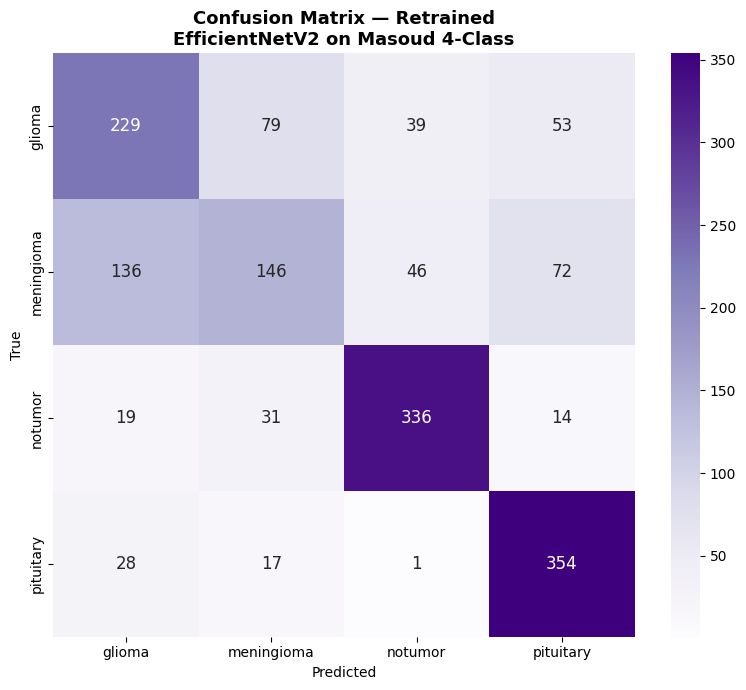 Confusion Matrix — Retrained
EfficientNetV2 on Masoud 4-Class
True
glioma 229 79 39 53
meningioma 136 146 46 72
notumor 19 31 336 14
pituitary 28 17 1 354
glioma meningioma notumor pituitary
Predicted
350
300
250
200
150
100
50